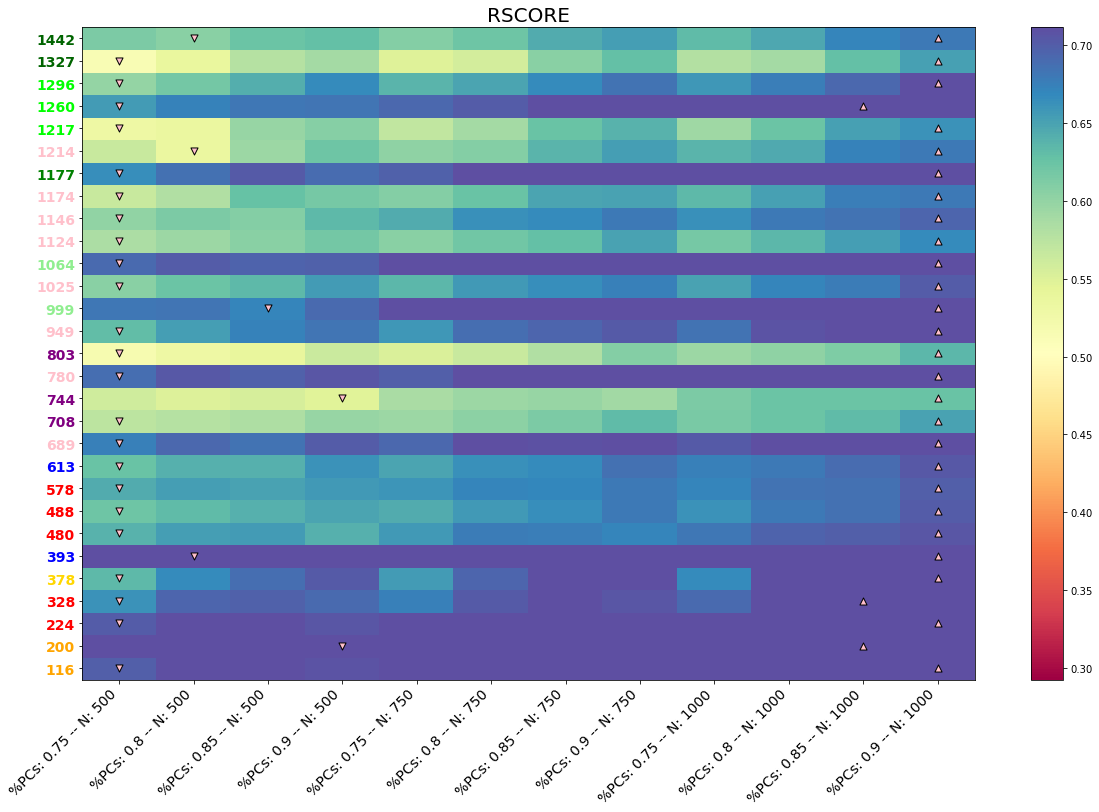 RSCORE
1442
1327
1296
1260
1217
1214
1177
1174
1146
1124
1064
1025
999
949
803
780
744
708
689
613
578
488
480
393
378
328
224
200
116
%PCs: 0.75 -- N: 500
%PCs: 0.8 -- N: 500
%PCs: 0.85 -- N: 500
%PCs: 0.9 -- N: 500
%PCs: 0.75 -- N: 750
%PCs: 0.8 -- N: 750
%PCs: 0.85 -- N: 750
%PCs: 0.9 -- N: 750
%PCs: 0.75 -- N: 1000
%PCs: 0.8 -- N: 1000
%PCs: 0.85 -- N: 1000
%PCs: 0.9 -- N: 1000
0.70
0.65
0.60
0.55
0.50
0.45
0.40
0.35
0.30